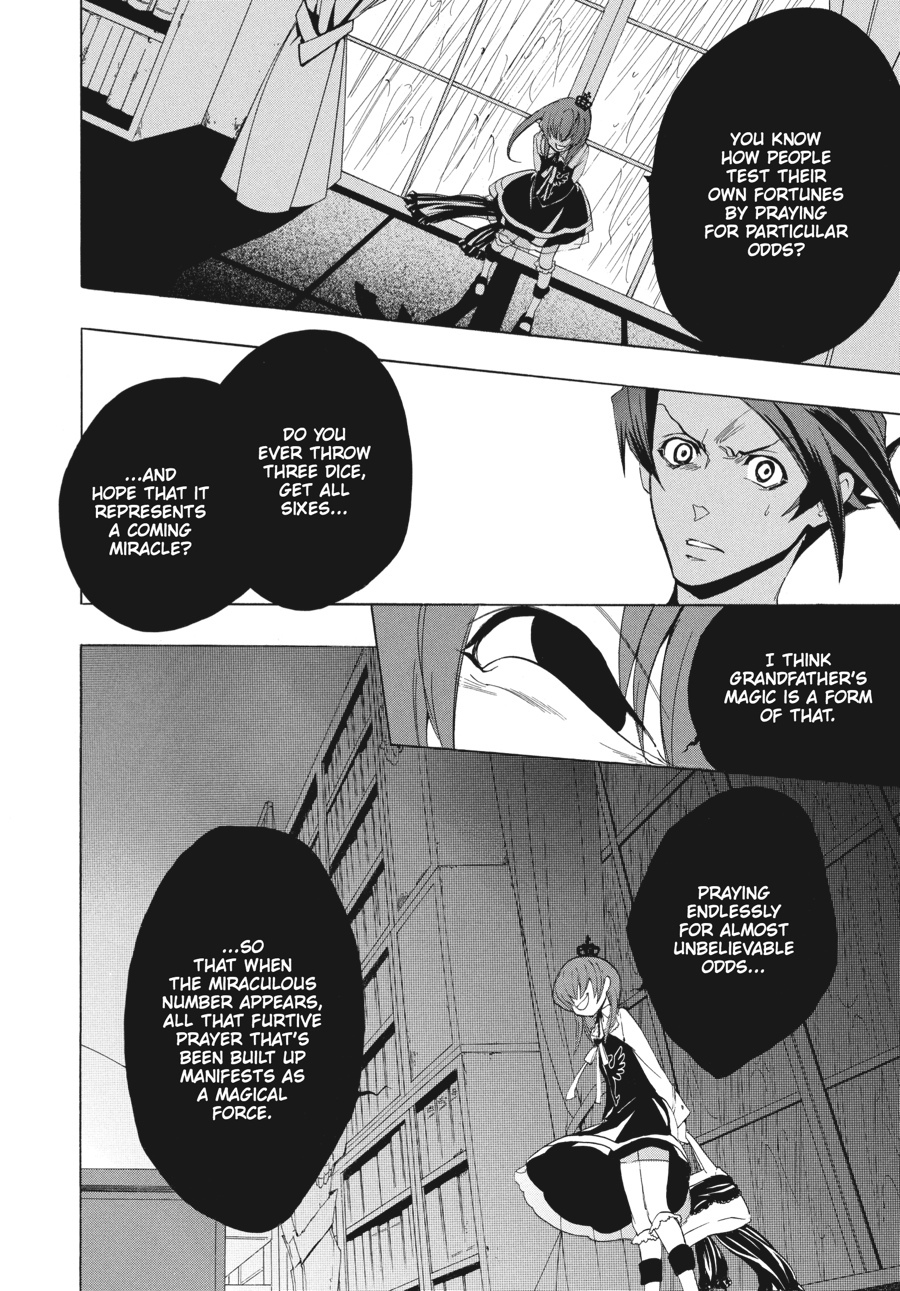 YOU KNOW
HOW PEOPLE
TEST THEIR
OWN FORTUNES
BY PRAYING
FOR PARTICULAR
ODDS?
DO YOU
EVER THROW
THREE DICE,
GET ALL
SIXES...
...AND
HOPE THAT IT
REPRESENTS
A COMING
MIRACLE?
I THINK
GRANDFATHER'S
MAGIC IS A FORM
OF THAT.
PRAYING
ENDLESSLY
FOR ALMOST
UNBELIEVABLE
ODDS...
...SO
THAT WHEN
THE MIRACULOUS
NUMBER APPEARS,
ALL THAT FURTIVE
PRAYER THAT'S
BEEN BUILT UP
MANIFESTS AS
A MAGICAL
FORCE.